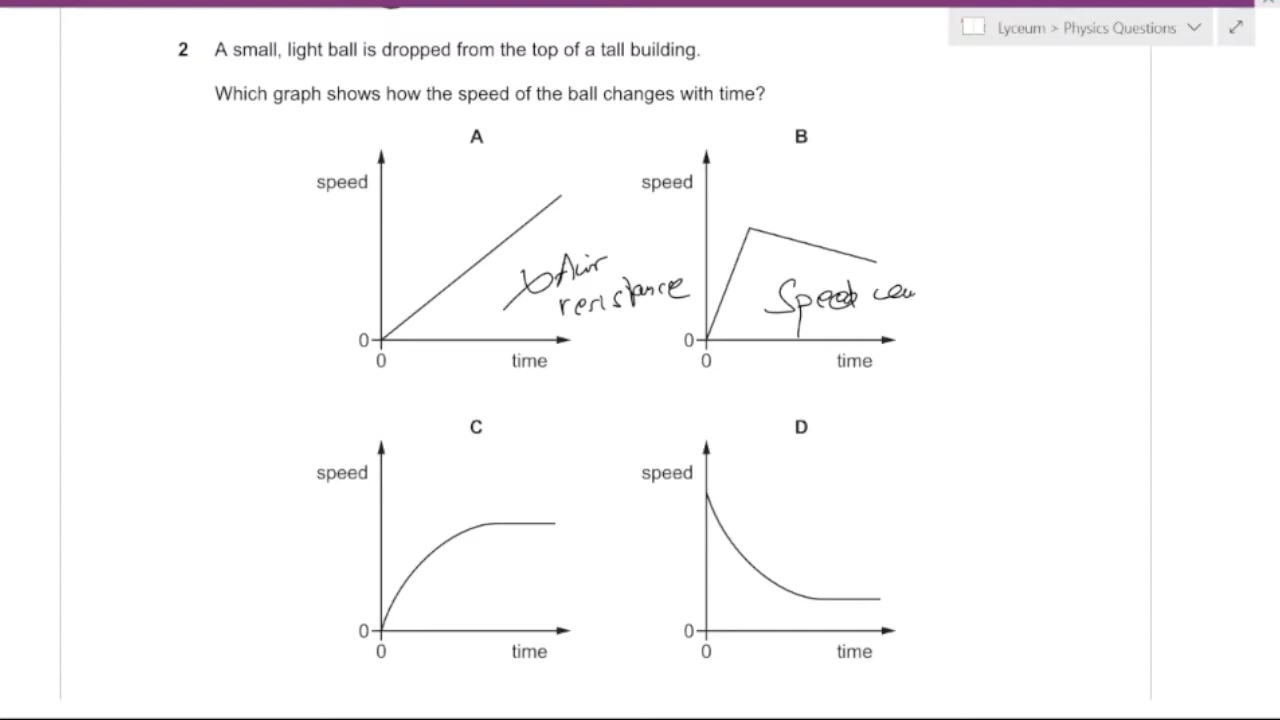 Lyceum > Physics Questions
2 A small, light ball is dropped from the top of a tall building.
Which graph shows how the speed of the ball changes with time?
A
speed
0
0
time
Air
resistance
B
speed
0
0
time
Speed
C
speed
0
0
time
D
speed
0
0
time